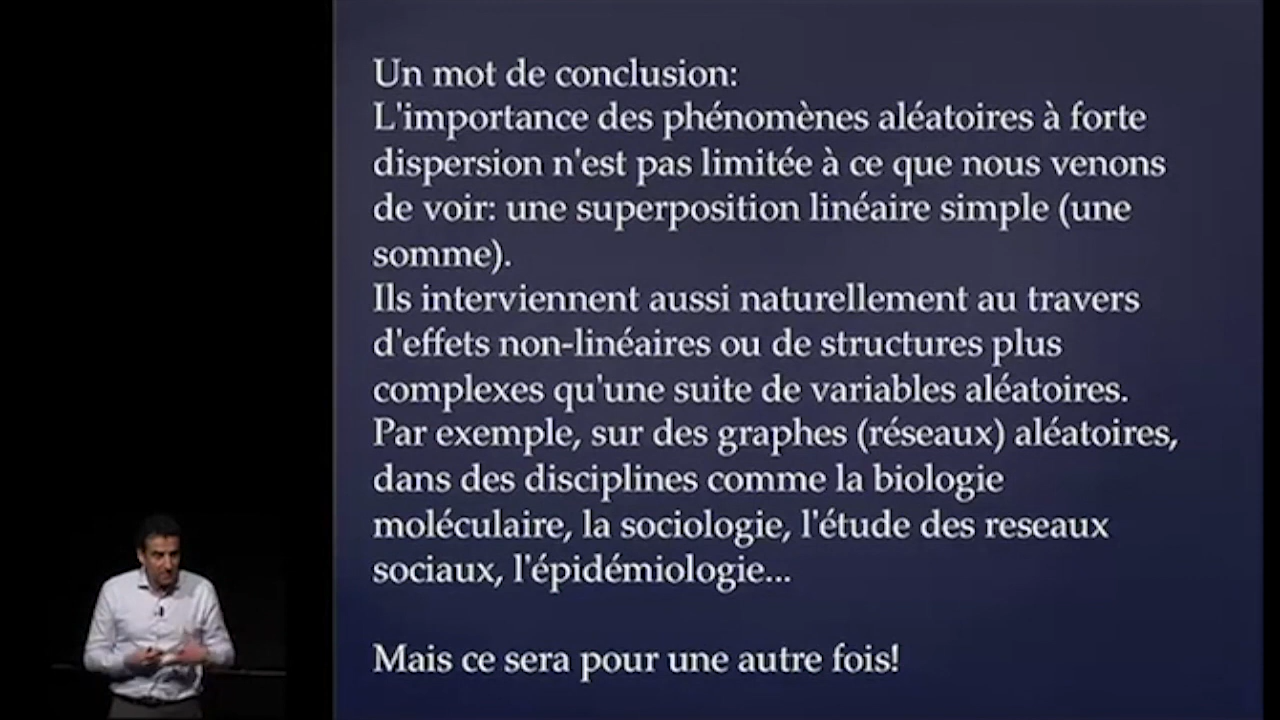 Un mot de conclusion:
L'importance des phénomènes aléatoires à forte
dispersion n'est pas limitée à ce que nous venons
de voir: une superposition linéaire simple (une
somme).
Ils interviennent aussi naturellement au travers
d'effets non-linéaires ou de structures plus
complexes qu'une suite de variables aléatoires.
Par exemple, sur des graphes (réseaux) aléatoires,
dans des disciplines comme la biologie
moléculaire, la sociologie, l'étude des reseaux
sociaux, l'épidémiologie...
Mais ce sera pour une autre fois!